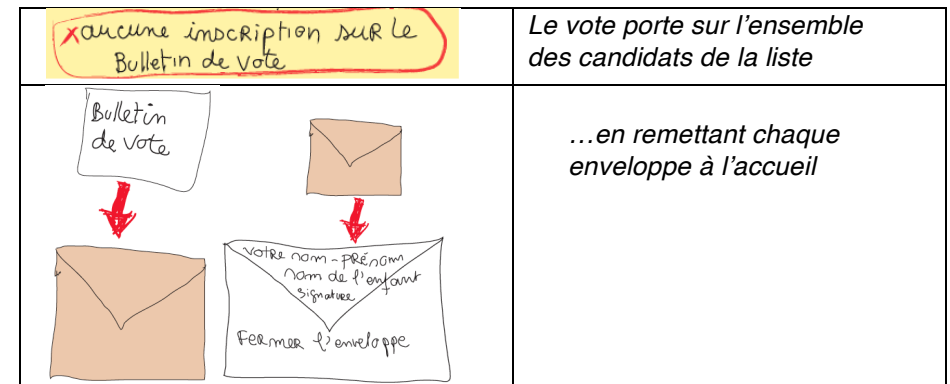 xaucune inscRiption suR le
Bulletin de vote
Le vote porte sur l’ensemble
des candidats de la liste
Bulletin
de vote
…en remettant chaque
enveloppe à l’accueil
votRe nom - PRénom
nom de l'enfant
signature
FeRmeR l'enveloppe